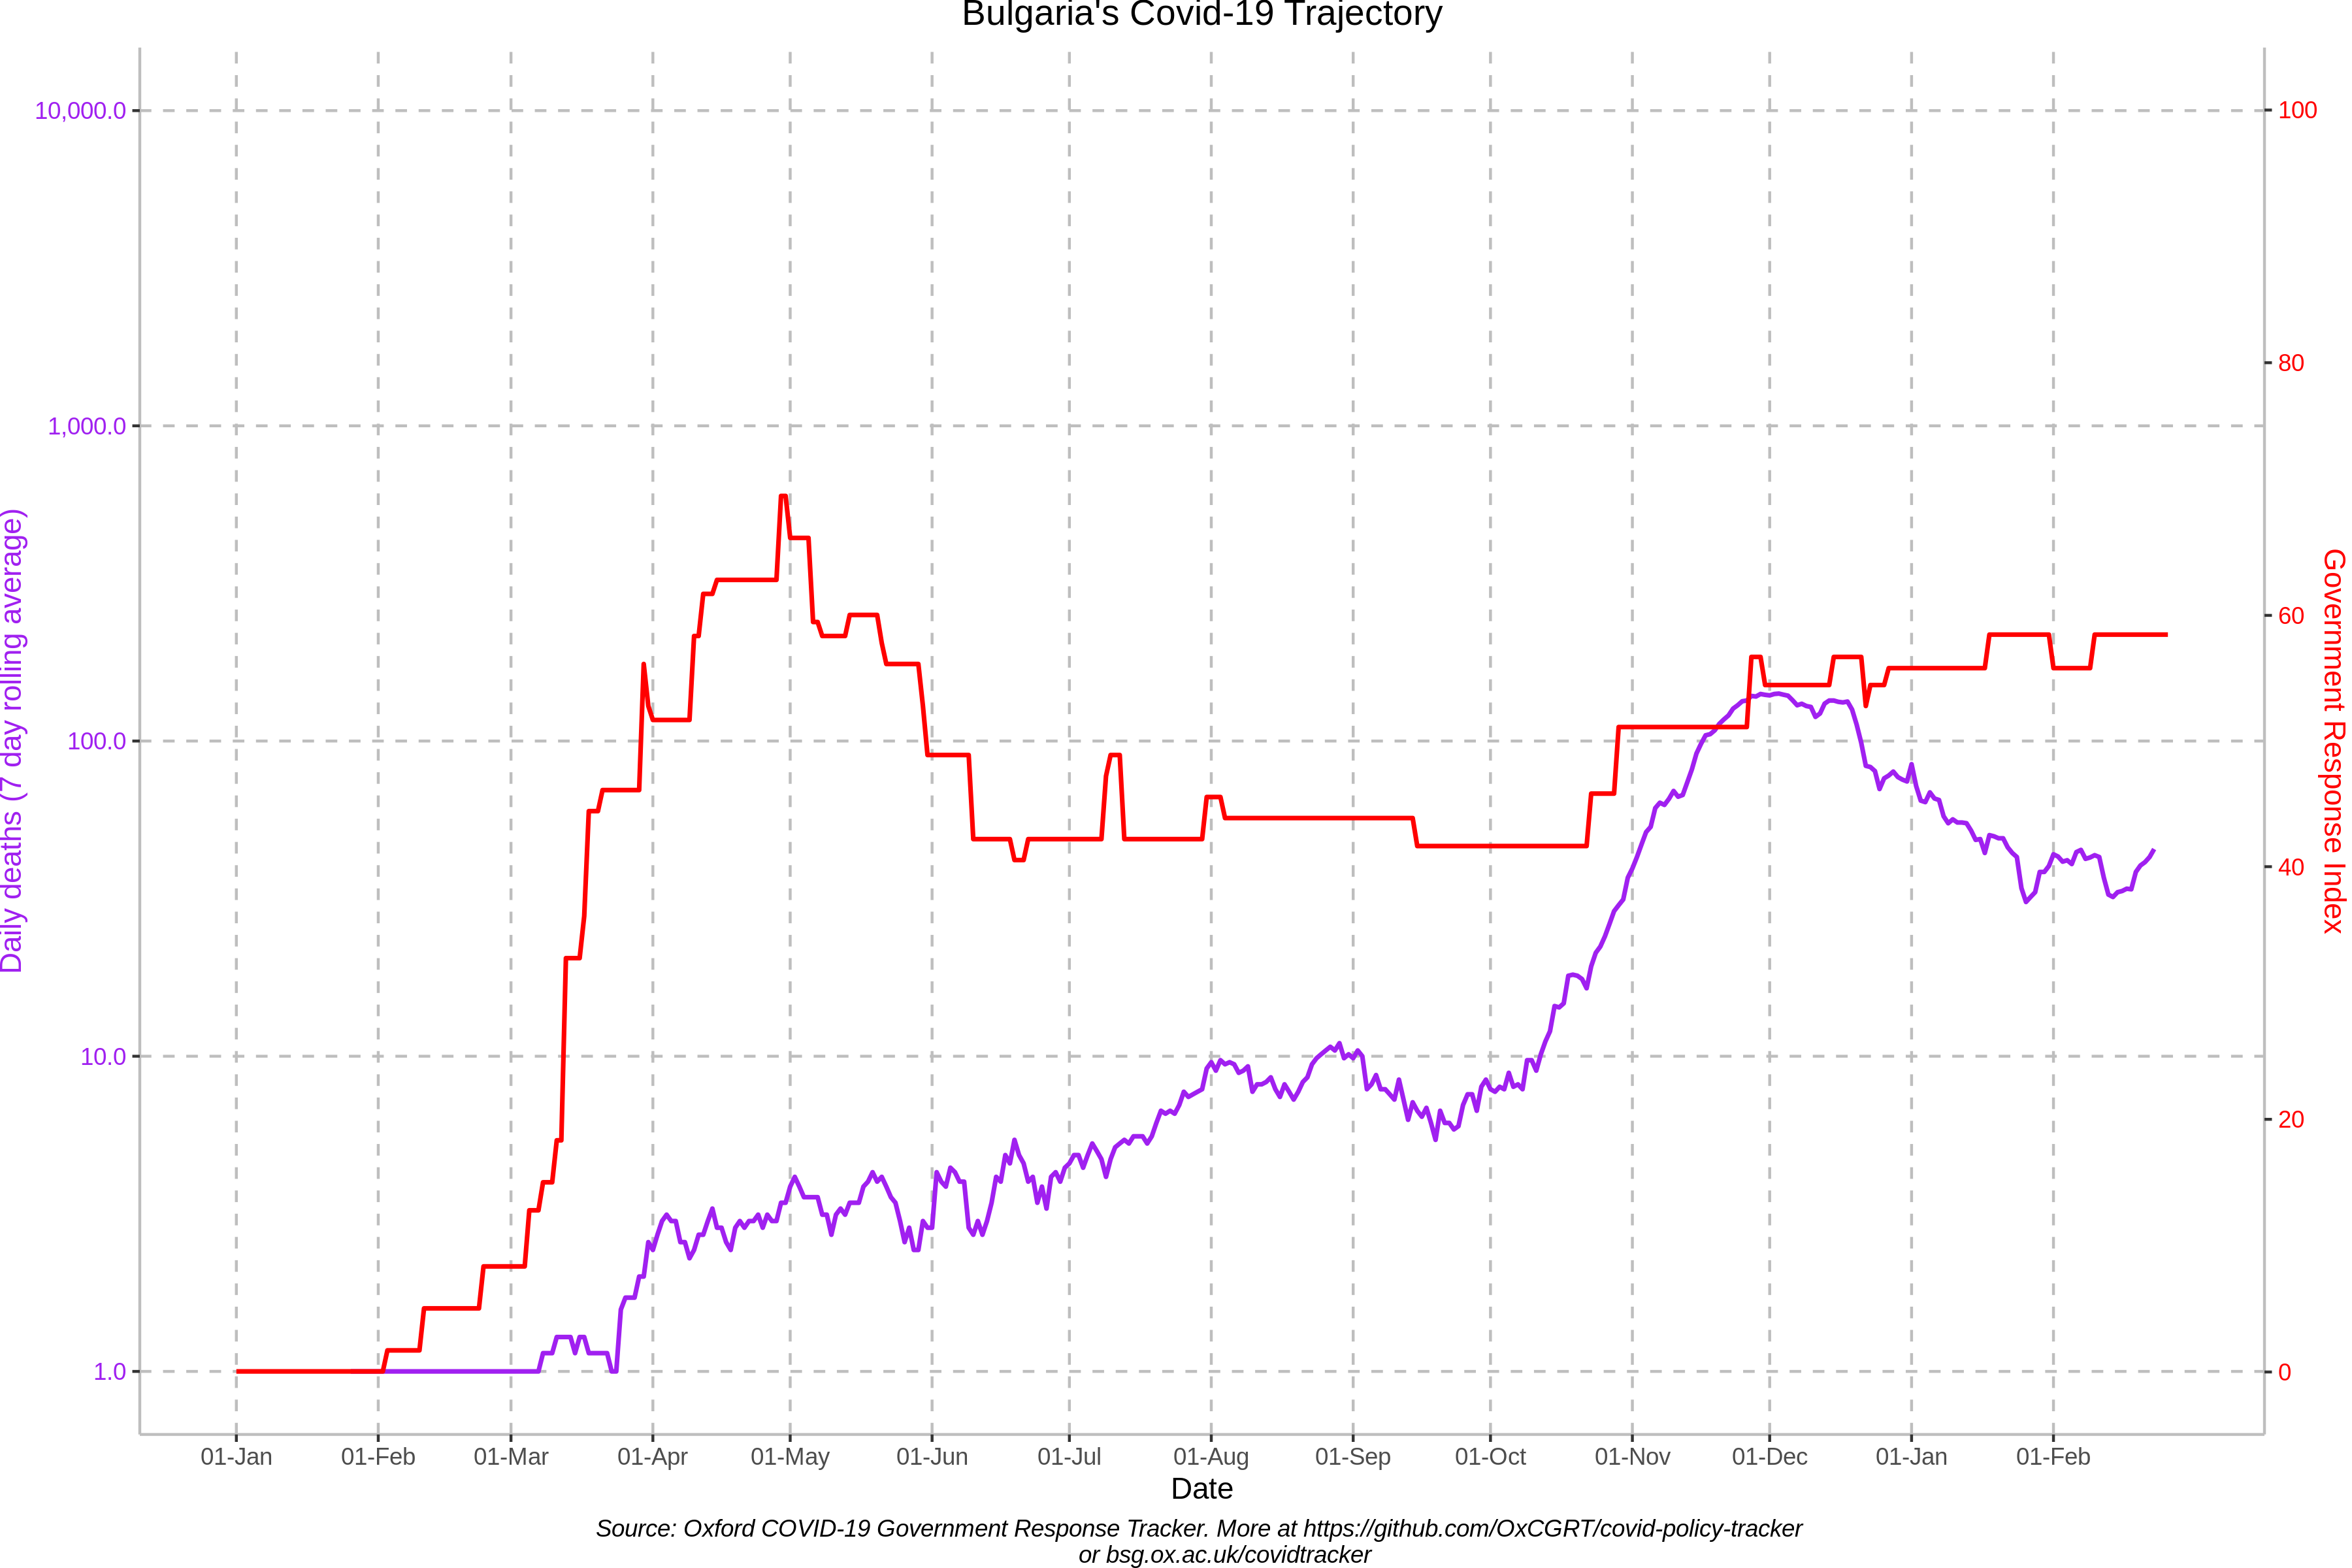 Bulgaria's Covid-19 Trajectory
10,000.0
1,000.0
100.0
10.0
1.0
Daily deaths (7 day rolling average)
100
80
60
40
20
0
Government Response Index
01-Jan 01-Feb 01-Mar 01-Apr 01-May 01-Jun 01-Jul 01-Aug 01-Sep 01-Oct 01-Nov 01-Dec 01-Jan 01-Feb
Date
Source: Oxford COVID-19 Government Response Tracker. More at https://github.com/OxCGRT/covid-policy-tracker
or bsg.ox.ac.uk/covidtracker